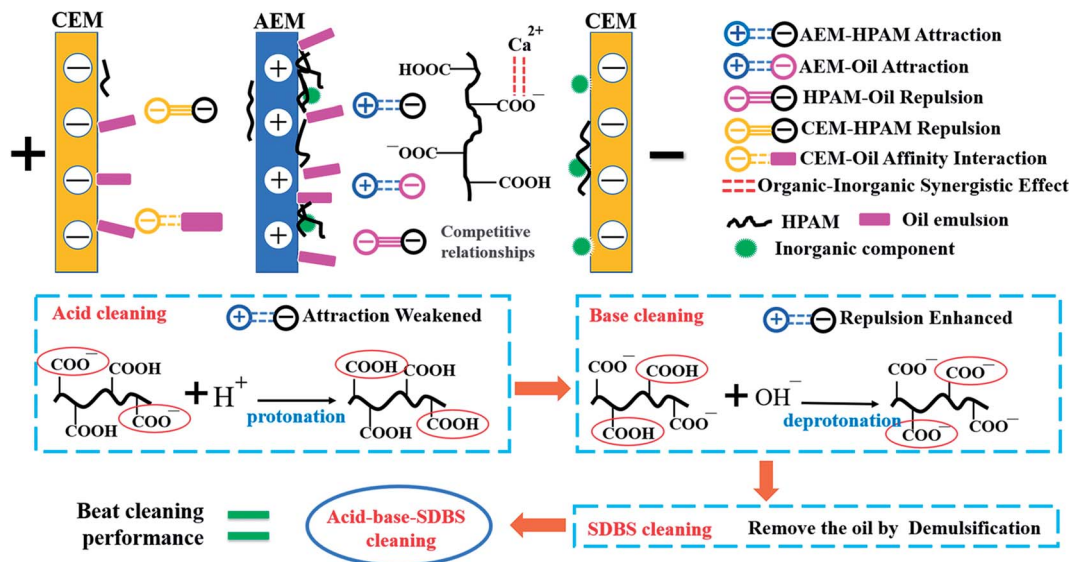 CEM
AEM
CEM
+
−
−
−
−
+
+
+
+
−
−
−
−
−
+
−
+
−
+
−
−
−
−
−
Competitive
relationships
Ca2+
HOOC
COO−
−OOC
COOH
−
+ − AEM-HPAM Attraction
+ − AEM-Oil Attraction
− − HPAM-Oil Repulsion
− − CEM-HPAM Repulsion
− CEM-Oil Affinity Interaction
Organic-Inorganic Synergistic Effect
HPAM Oil emulsion
Inorganic component
Acid cleaning
+ − Attraction Weakened
COO−
COOH
COOH
COO−
+ H+
protonation
COOH
COOH
COOH
COOH
Base cleaning
+ − Repulsion Enhanced
COO−
COOH
COOH
COO−
+ OH−
deprotonation
COO−
COO−
COO−
COO−
SDBS cleaning Remove the oil by Demulsification
Acid-base-SDBS
cleaning
Beat cleaning
performance